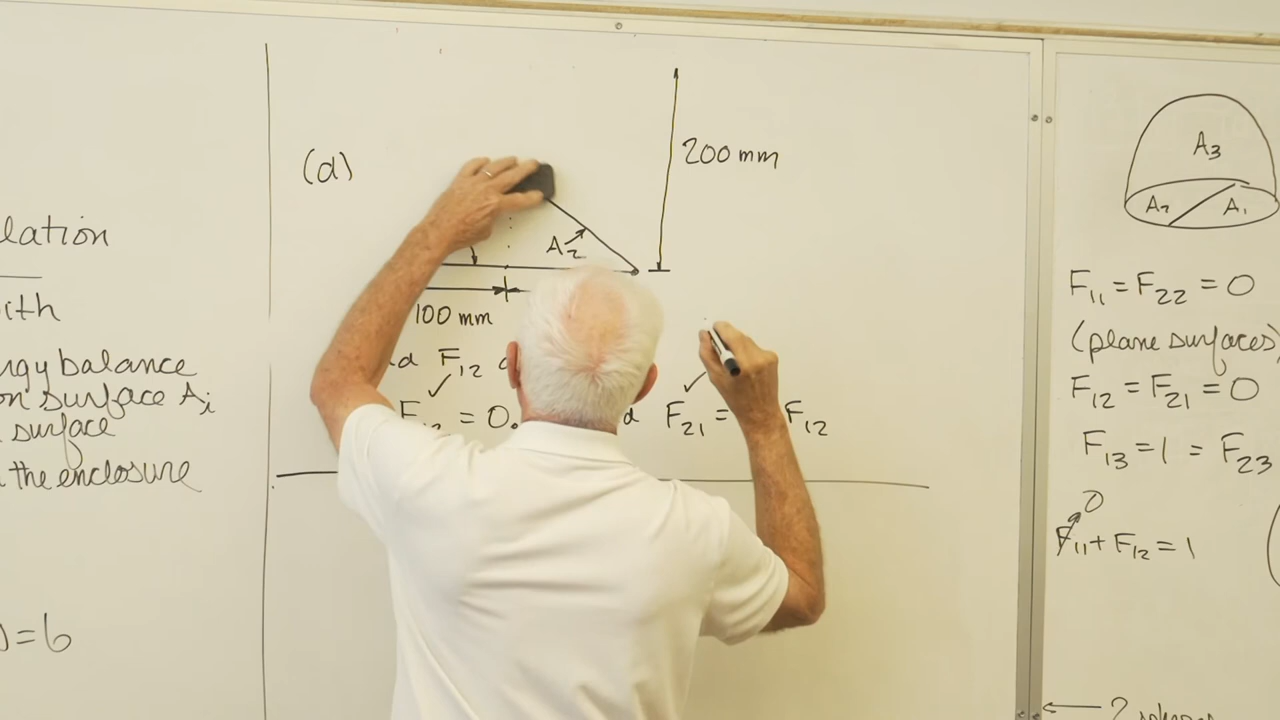 lation
ith
rgy balance
on surface Ai
surface
the enclosure
= 6
(d)
200 mm
A2
100 mm
F12
= 0.
F21 =
F12
A3
A2
A1
F11 = F22 = 0
(plane surfaces)
F12 = F21 = 0
F13 = 1 = F23
0
F11 + F12 = 1
← 2